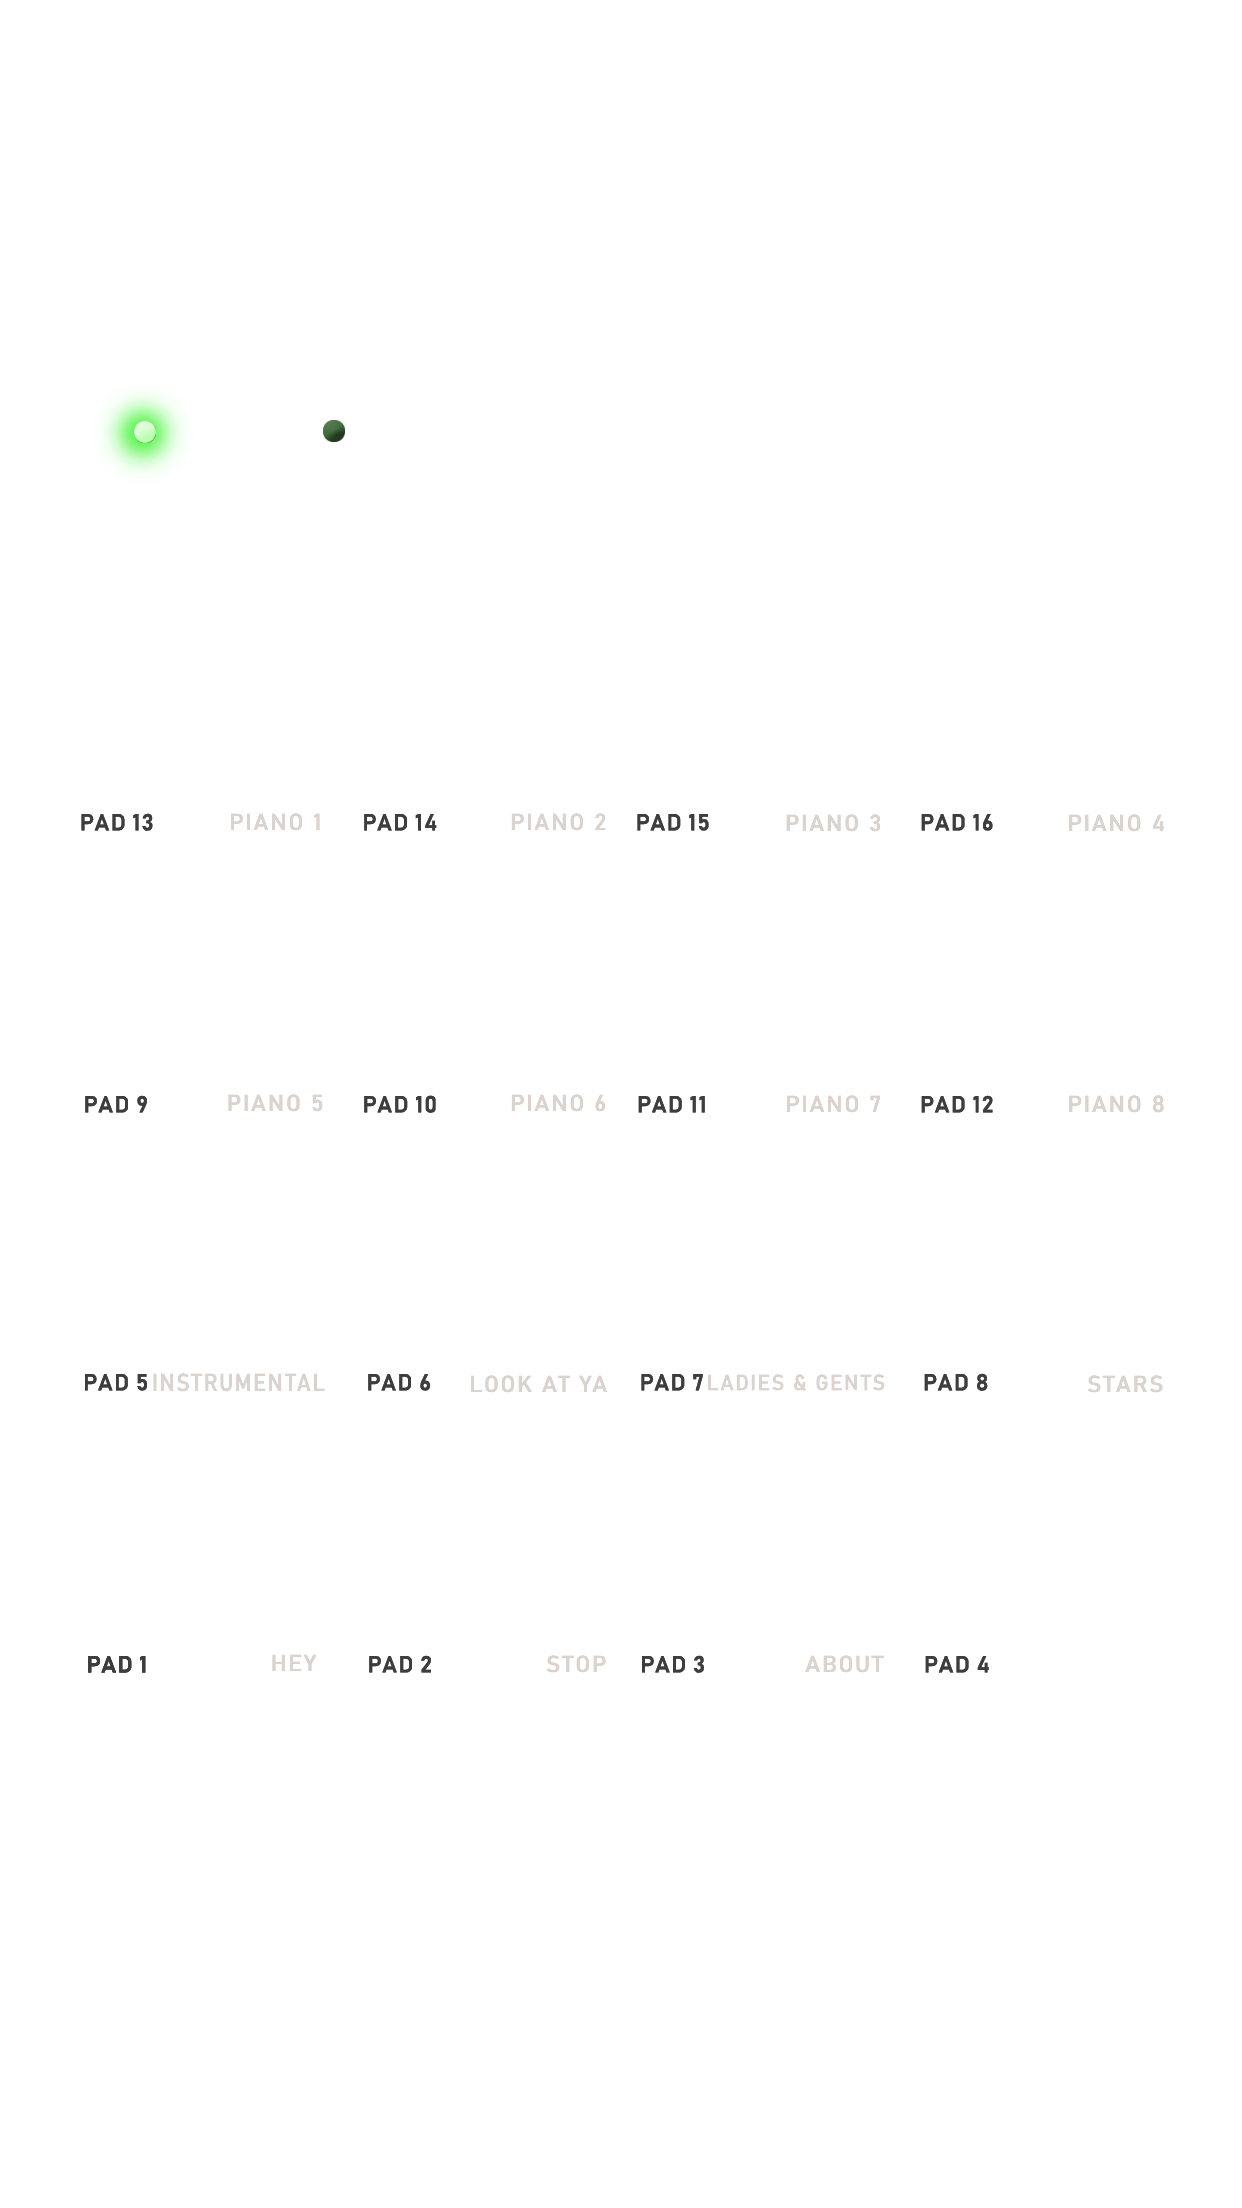 PAD 13 PIANO 1 PAD 14 PIANO 2 PAD 15 PIANO 3 PAD 16 PIANO 4
PAD 9 PIANO 5 PAD 10 PIANO 6 PAD 11 PIANO 7 PAD 12 PIANO 8
PAD 5 INSTRUMENTAL PAD 6 LOOK AT YA PAD 7 LADIES & GENTS PAD 8 STARS
PAD 1 HEY PAD 2 STOP PAD 3 ABOUT PAD 4